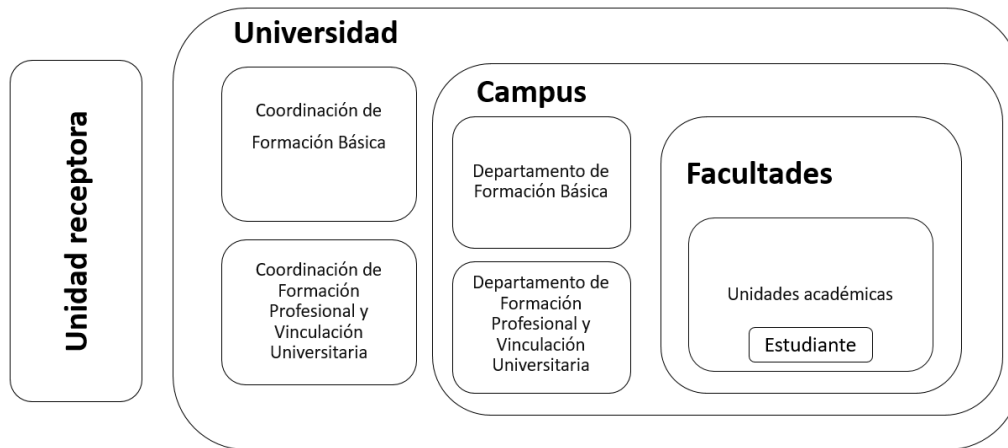 Unidad receptora
Universidad
Coordinación de
Formación Básica
Coordinación de
Formación
Profesional y
Vinculación
Universitaria
Campus
Departamento de
Formación Básica
Departamento de
Formación
Profesional y
Vinculación
Universitaria
Facultades
Unidades académicas
Estudiante